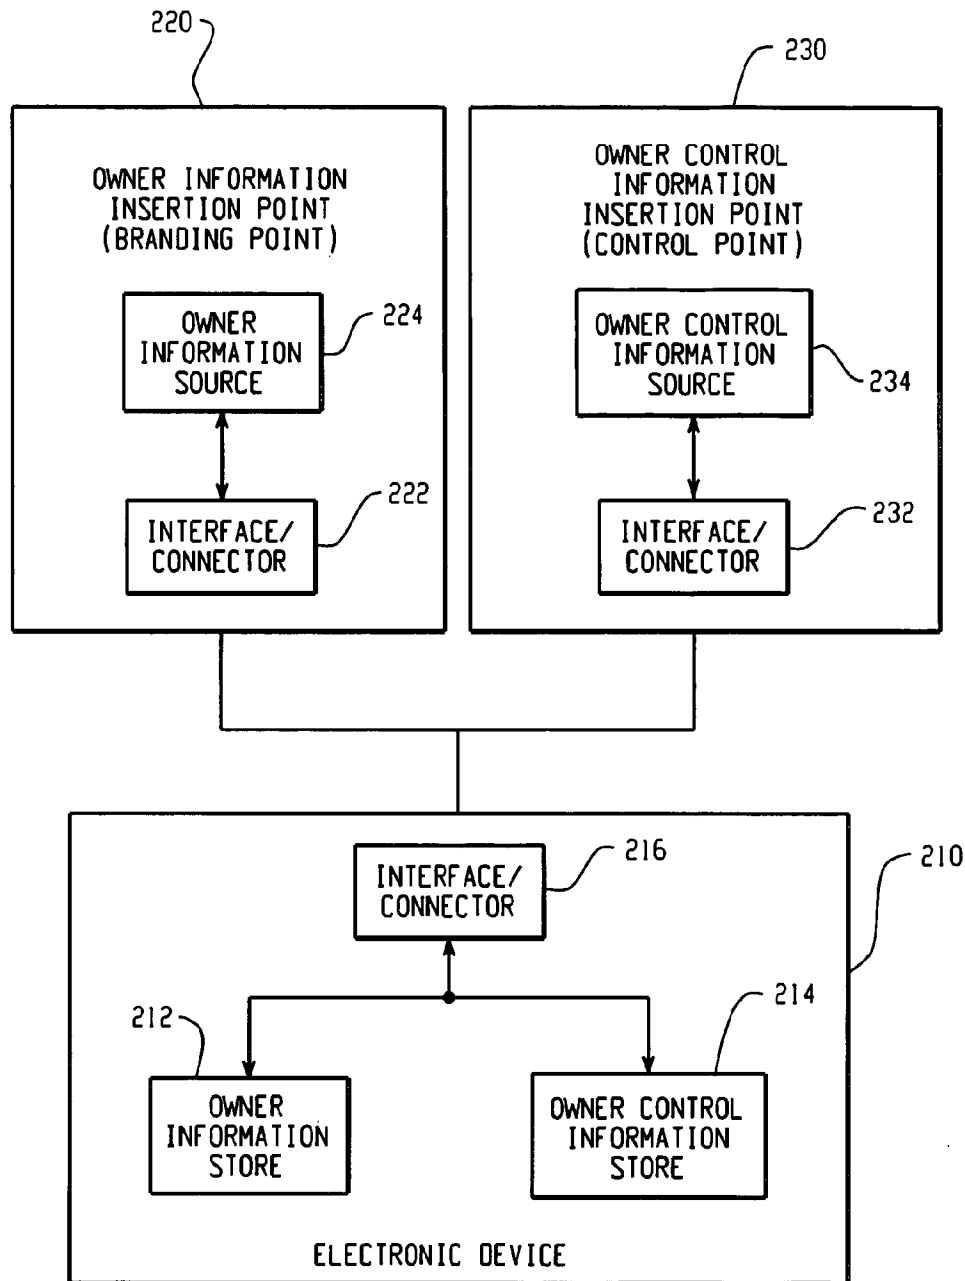 220
230
OWNER INFORMATION
INSERTION POINT
(BRANDING POINT)
OWNER
INFORMATION
SOURCE
224
222
INTERFACE/
CONNECTOR
OWNER CONTROL
INFORMATION
INSERTION POINT
(CONTROL POINT)
OWNER CONTROL
INFORMATION
SOURCE
234
232
INTERFACE/
CONNECTOR
216
210
INTERFACE/
CONNECTOR
212
214
OWNER
INFORMATION
STORE
OWNER CONTROL
INFORMATION
STORE
ELECTRONIC DEVICE